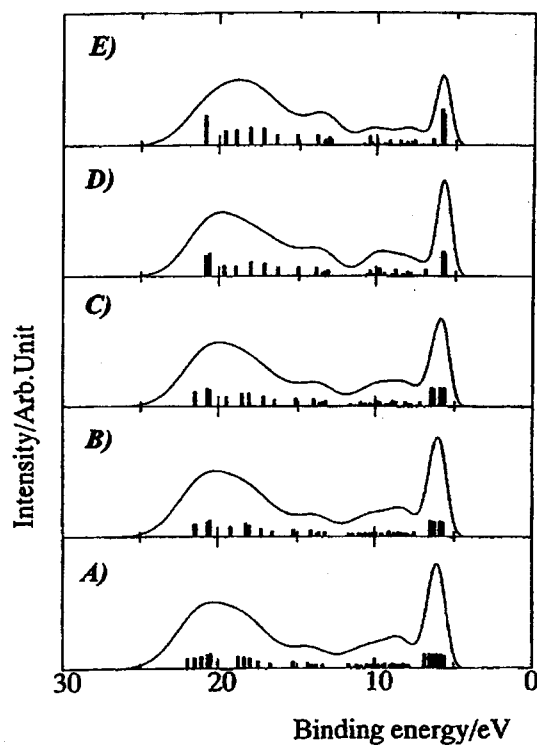 E)
D)
C)
B)
A)
Intensity/Arb.Unit
30 20 10 0
Binding energy/eV